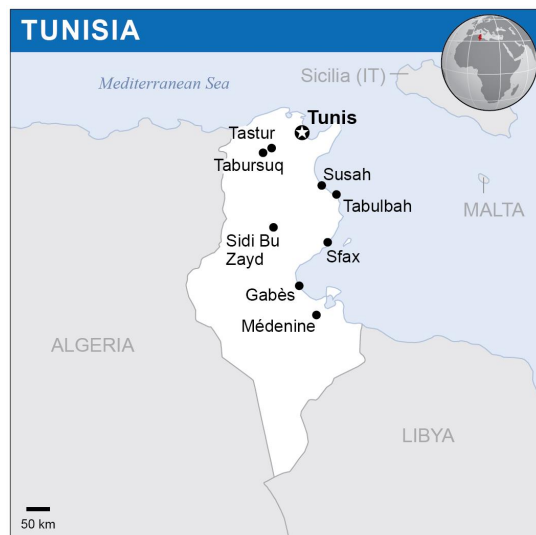 TUNISIA
Mediterranean Sea
Sicilia (IT)
Tunis
Tastur
Tabursuq
Susah
Tabulbah
MALTA
Sidi Bu
Zayd
Sfax
Gabès
Médenine
ALGERIA
LIBYA
50 km